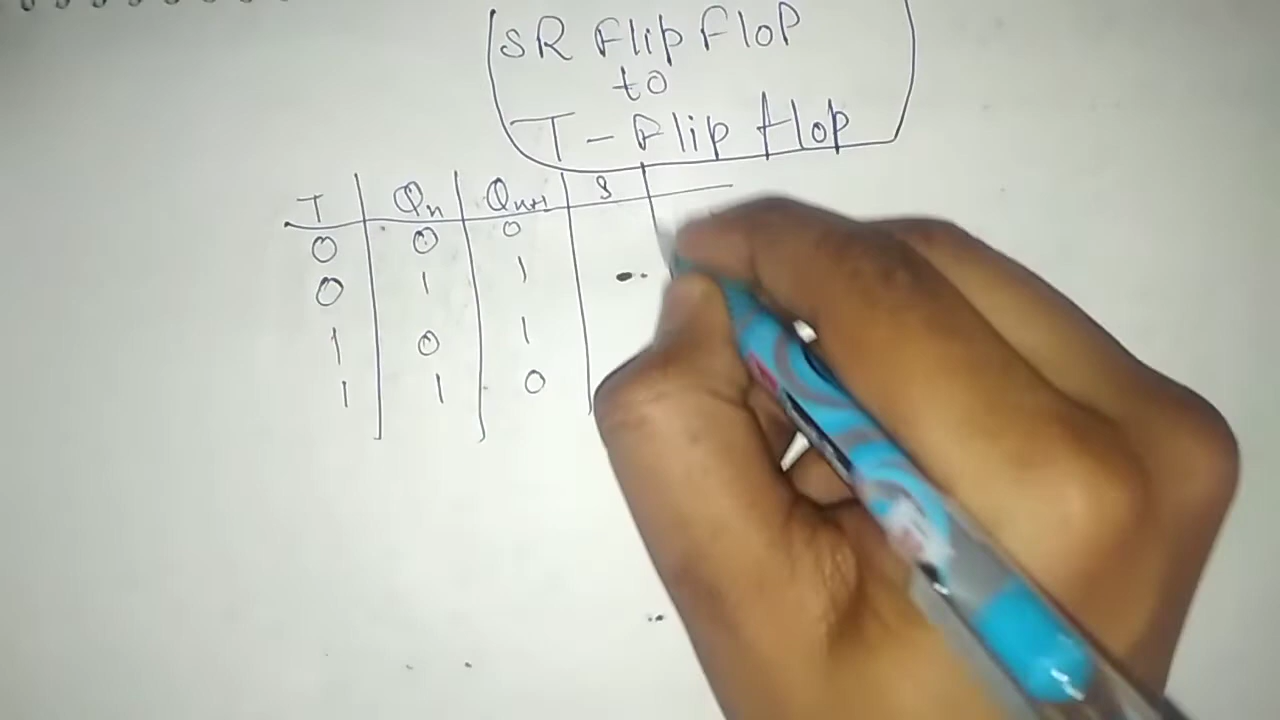 SR Flip Flop
to
T - Flip flop
T Qn Qn+1 S
0 0 0
0 1 1
1 0 1
1 1 0